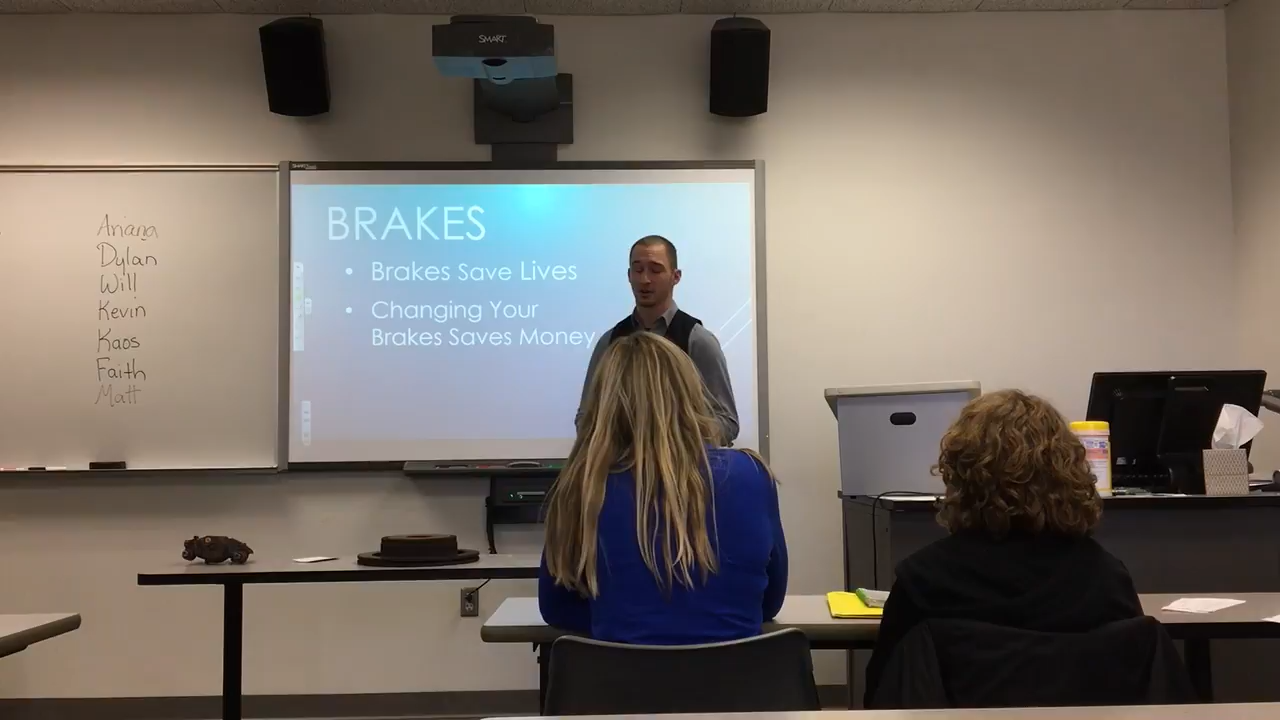 SMART
Ariana
Dylan
Will
Kevin
Kaos
Faith
Matt
BRAKES
• Brakes Save Lives
• Changing Your
Brakes Saves Money